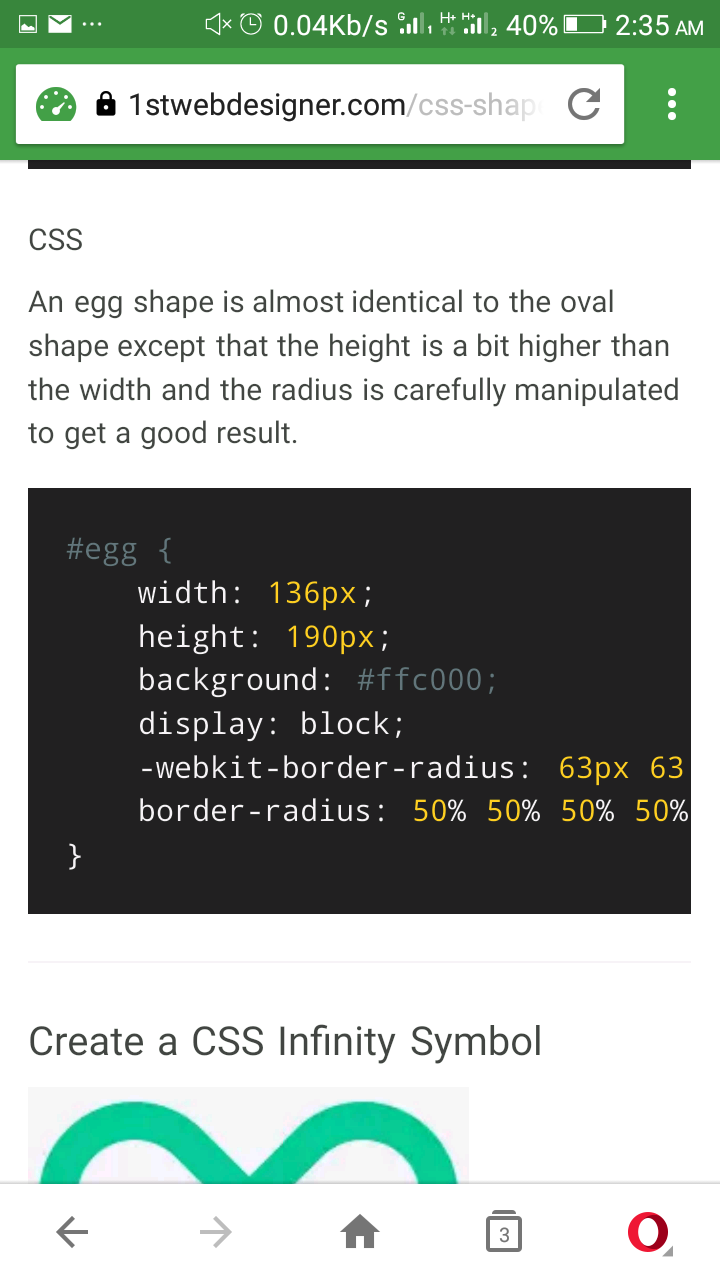 0.04Kb/s G 1 H+ H+ 2 40% 2:35 AM
1stwebdesigner.com/css-shap
CSS
An egg shape is almost identical to the oval
shape except that the height is a bit higher than
the width and the radius is carefully manipulated
to get a good result.
#egg {
width: 136px;
height: 190px;
background: #ffc000;
display: block;
-webkit-border-radius: 63px 63
border-radius: 50% 50% 50% 50%
}
Create a CSS Infinity Symbol
3